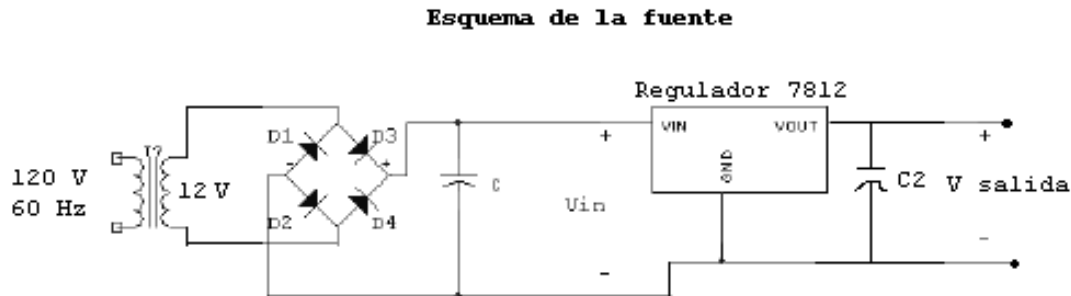 Esquema de la fuente
Regulador 7812
VIN
VOUT
GND
D1
D3
D2
D4
-
+
120 V
60 Hz
12 V
C
+
Vin
-
C2
+
V salida
-